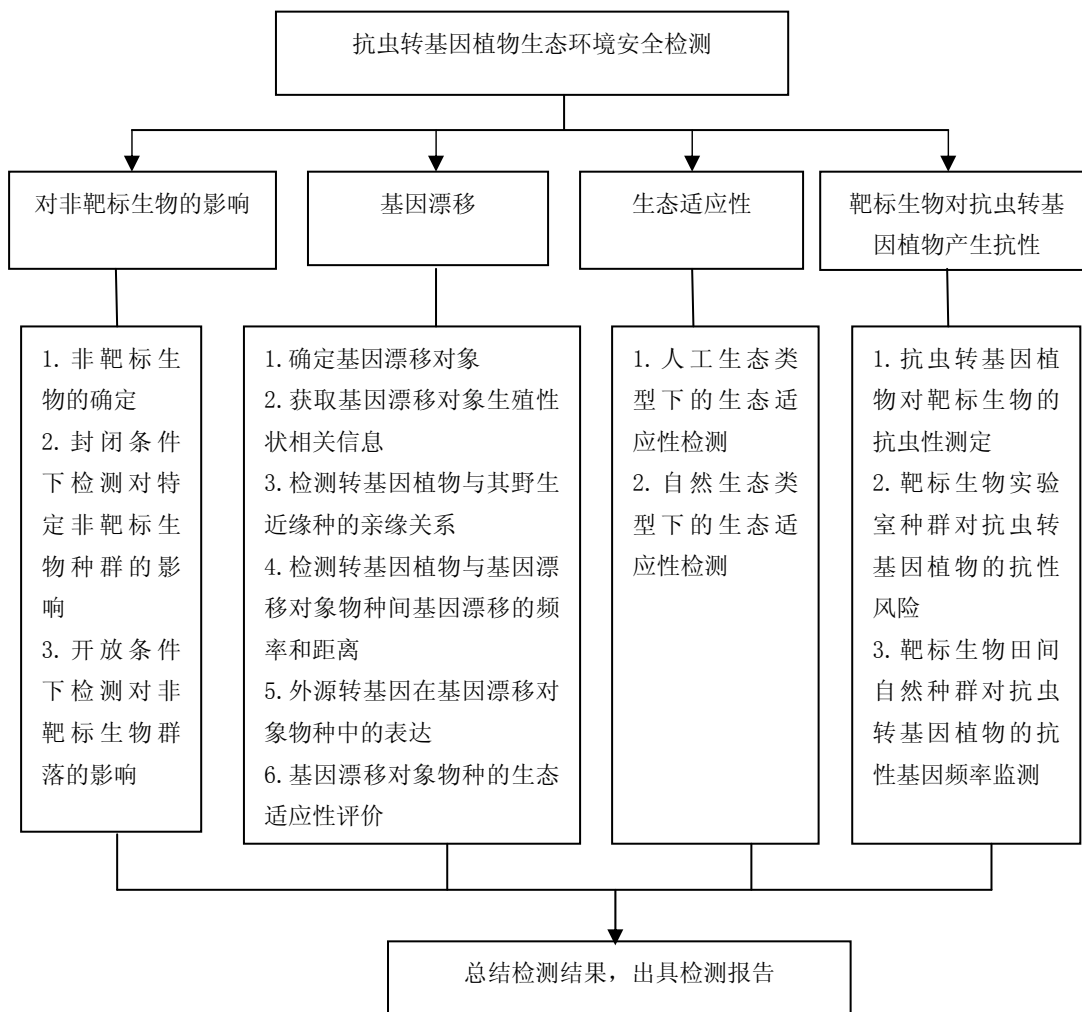 抗虫转基因植物生态环境安全检测
对非靶标生物的影响
基因漂移
生态适应性
靶标生物对抗虫转基
因植物产生抗性
1. 非靶标生
物的确定
2. 封闭条件
下检测对特
定非靶标生
物种群的影
响
3. 开放条件
下检测对非
靶标生物群
落的影响
1.确定基因漂移对象
2.获取基因漂移对象生殖性
状相关信息
3.检测转基因植物与其野生
近缘种的亲缘关系
4.检测转基因植物与基因漂
移对象物种间基因漂移的频
率和距离
5.外源转基因在基因漂移对
象物种中的表达
6.基因漂移对象物种的生态
适应性评价
1. 人工生态类
型下的生态适
应性检测
2. 自然生态类
型下的生态适
应性检测
1. 抗虫转基因植
物对靶标生物的
抗虫性测定
2. 靶标生物实验
室种群对抗虫转
基因植物的抗性
风险
3. 靶标生物田间
自然种群对抗虫
转基因植物的抗
性基因频率监测
总结检测结果，出具检测报告